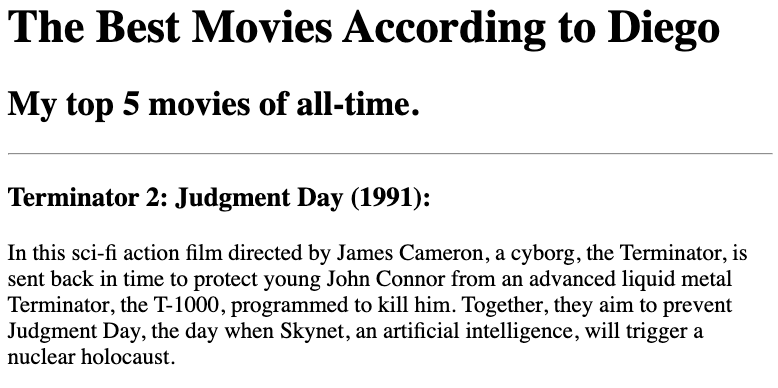 The Best Movies According to Diego
My top 5 movies of all-time.
Terminator 2: Judgment Day (1991):
In this sci-fi action film directed by James Cameron, a cyborg, the Terminator, is
sent back in time to protect young John Connor from an advanced liquid metal
Terminator, the T-1000, programmed to kill him. Together, they aim to prevent
Judgment Day, the day when Skynet, an artificial intelligence, will trigger a
nuclear holocaust.